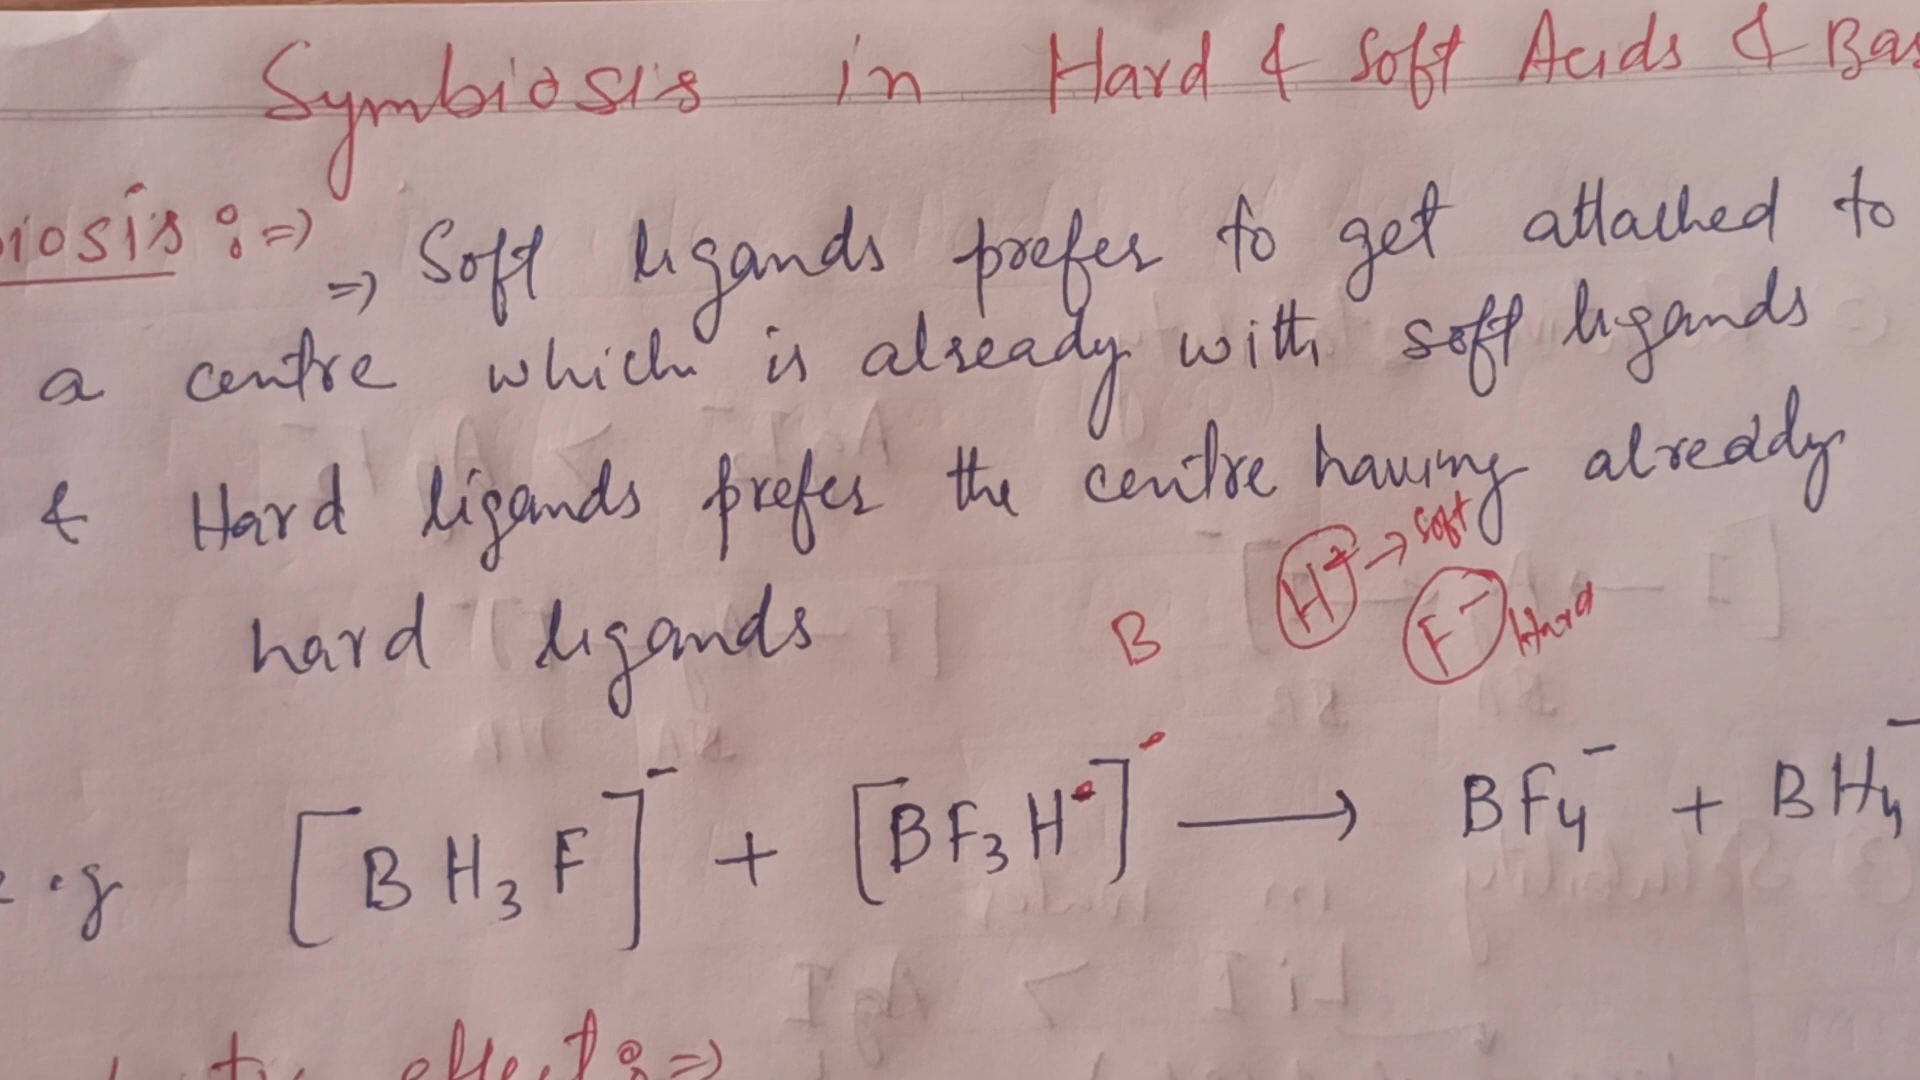 Symbiosis in Hard & Soft Acids & Bas
iosis :⇒
⇒ Soft ligands prefer to get attached to
a centre which is already with soft ligands
& Hard ligands prefer the centre having already
hard ligands
B H⁺ → Soft F⁻ Hard
e.g [BH₃F]⁻ + [BF₃H]⁻ ⟶ BF₄⁻ + BH₄⁻
effect :⇒